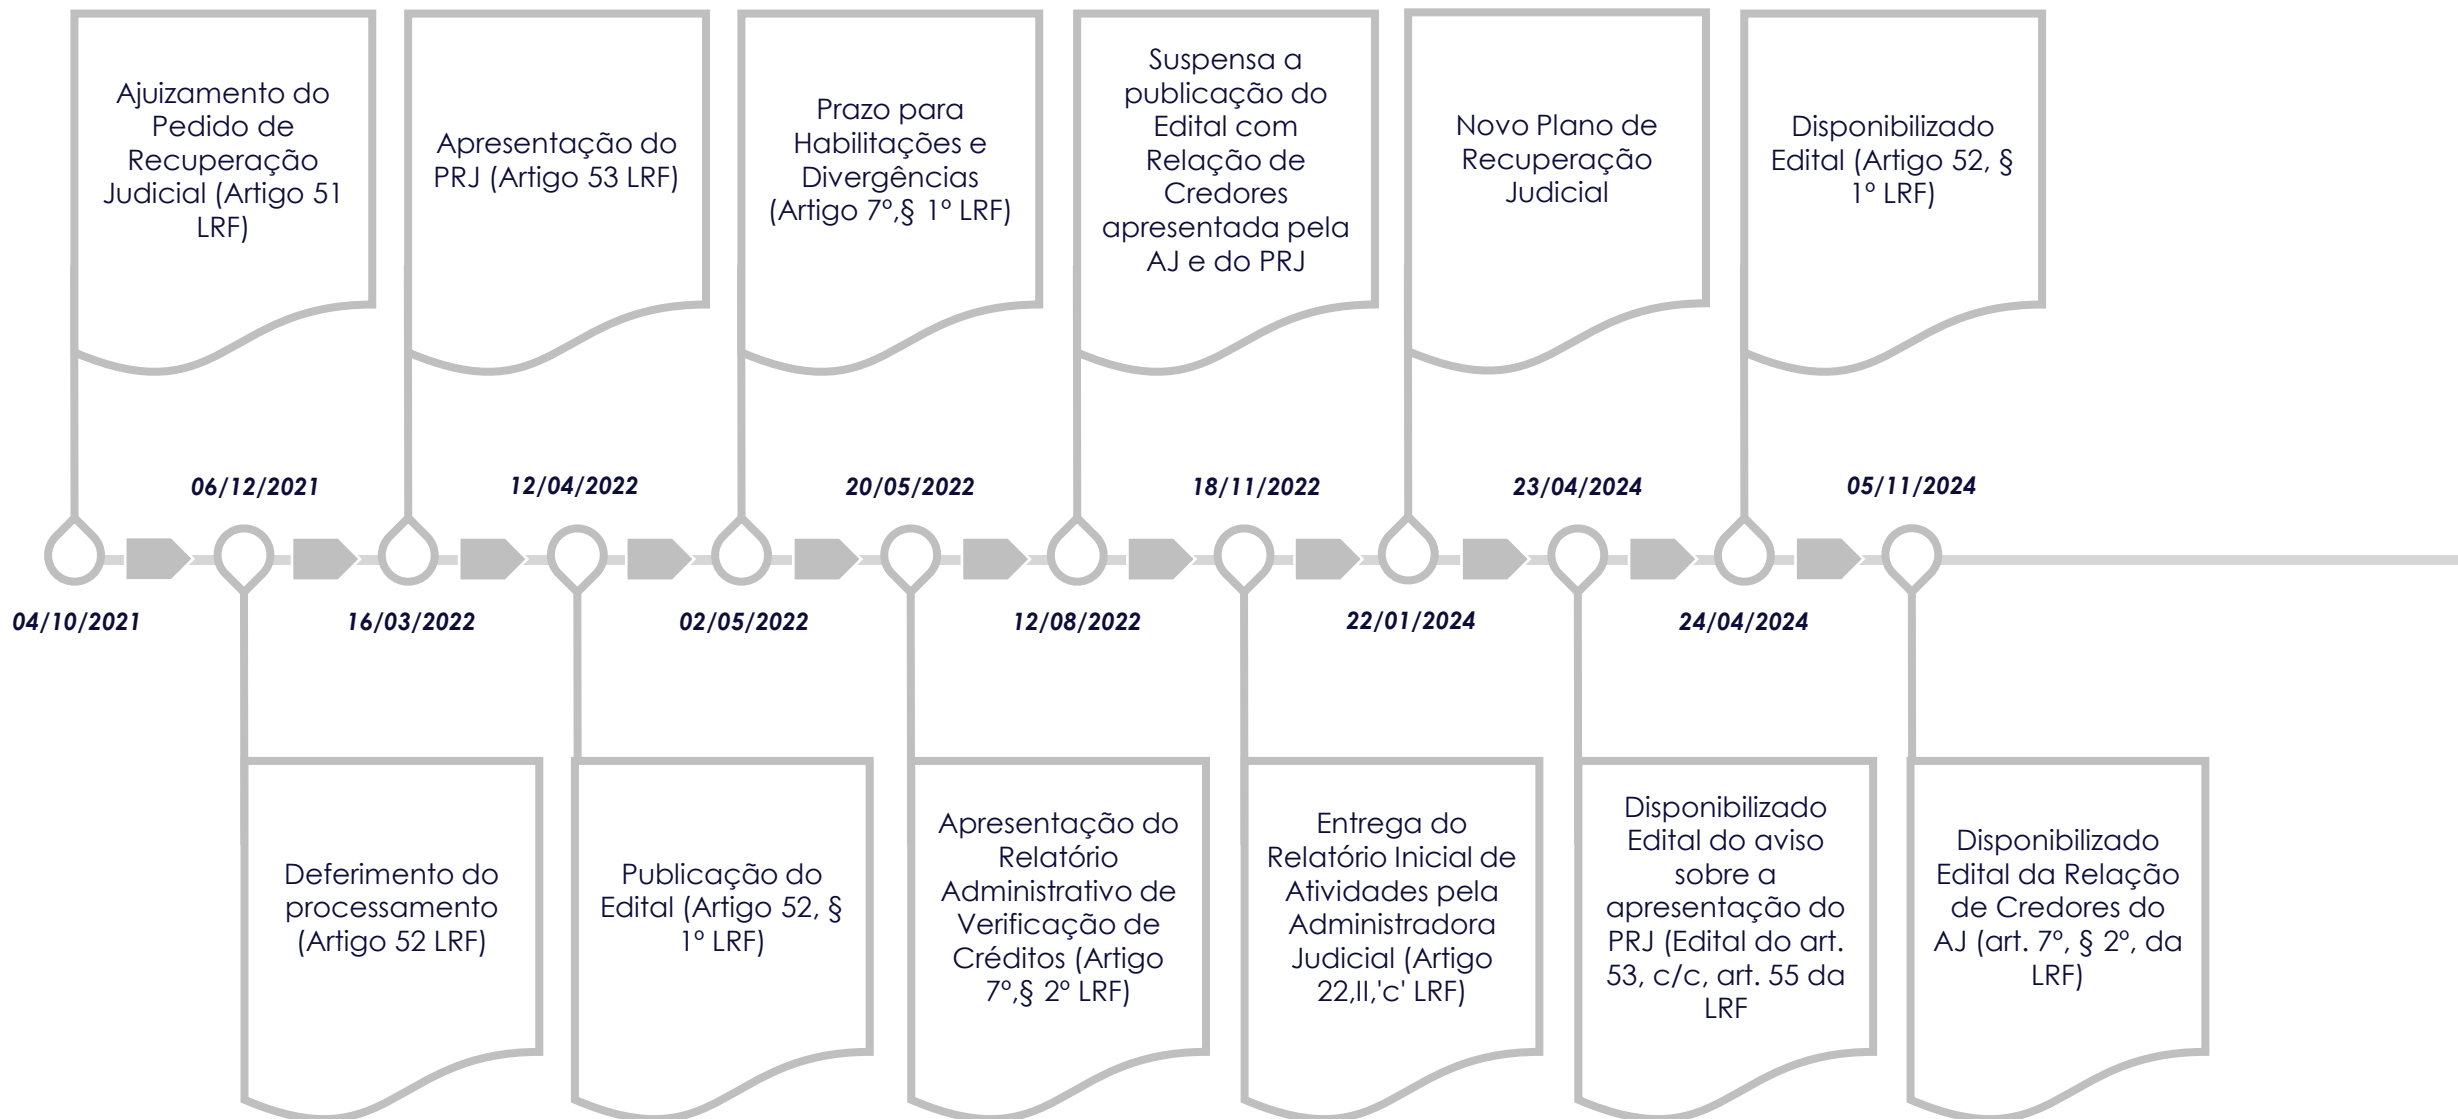 Ajuizamento do
Pedido de
Recuperação
Judicial (Artigo 51
LRF)
Apresentação do
PRJ (Artigo 53 LRF)
Prazo para
Habilitações e
Divergências
(Artigo 7º,§ 1º LRF)
Suspensa a
publicação do
Edital com
Relação de
Credores
apresentada pela
AJ e do PRJ
Novo Plano de
Recuperação
Judicial
Disponibilizado
Edital (Artigo 52, §
1º LRF)
06/12/2021
12/04/2022
20/05/2022
18/11/2022
23/04/2024
05/11/2024
04/10/2021
16/03/2022
02/05/2022
12/08/2022
22/01/2024
24/04/2024
Deferimento do
processamento
(Artigo 52 LRF)
Publicação do
Edital (Artigo 52, §
1º LRF)
Apresentação do
Relatório
Administrativo de
Verificação de
Créditos (Artigo
7º,§ 2º LRF)
Entrega do
Relatório Inicial de
Atividades pela
Administradora
Judicial (Artigo
22,II,'c' LRF)
Disponibilizado
Edital do aviso
sobre a
apresentação do
PRJ (Edital do art.
53, c/c, art. 55 da
LRF
Disponibilizado
Edital da Relação
de Credores do
AJ (art. 7º, § 2º, da
LRF)